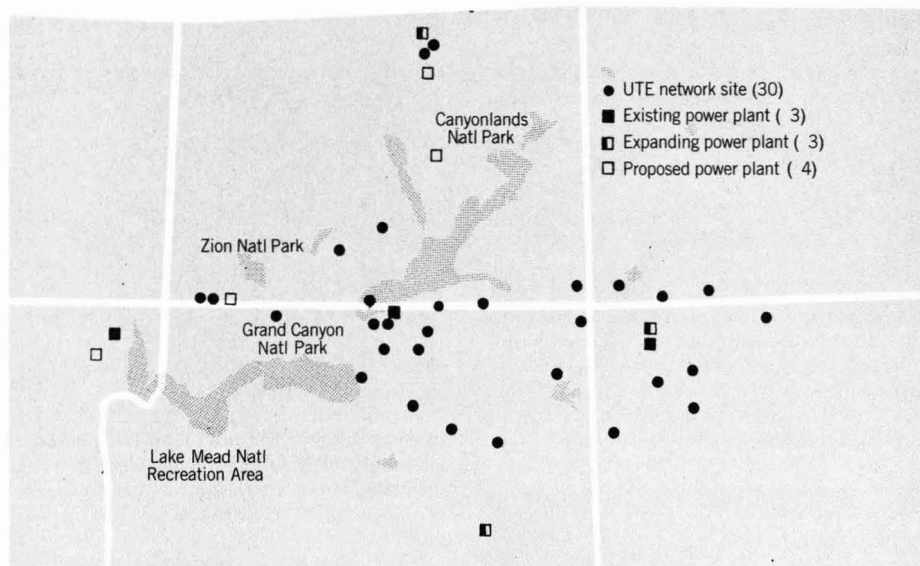 Canyonlands
Natl Park
● UTE network site (30)
■ Existing power plant ( 3)
◧ Expanding power plant ( 3)
□ Proposed power plant ( 4)
Zion Natl Park
Grand Canyon
Natl Park
Lake Mead Natl
Recreation Area